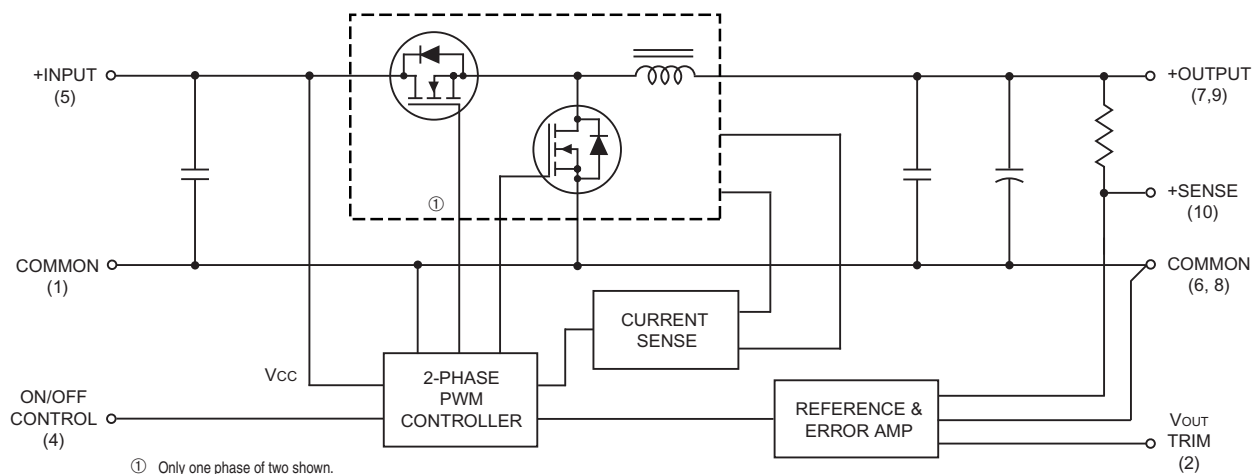 +INPUT
(5)
+OUTPUT
(7,9)
①
+SENSE
(10)
COMMON
(1)
COMMON
(6, 8)
CURRENT
SENSE
VCC
2-PHASE
PWM
CONTROLLER
ON/OFF
CONTROL
(4)
REFERENCE &
ERROR AMP
VOUT
TRIM
(2)
① Only one phase of two shown.